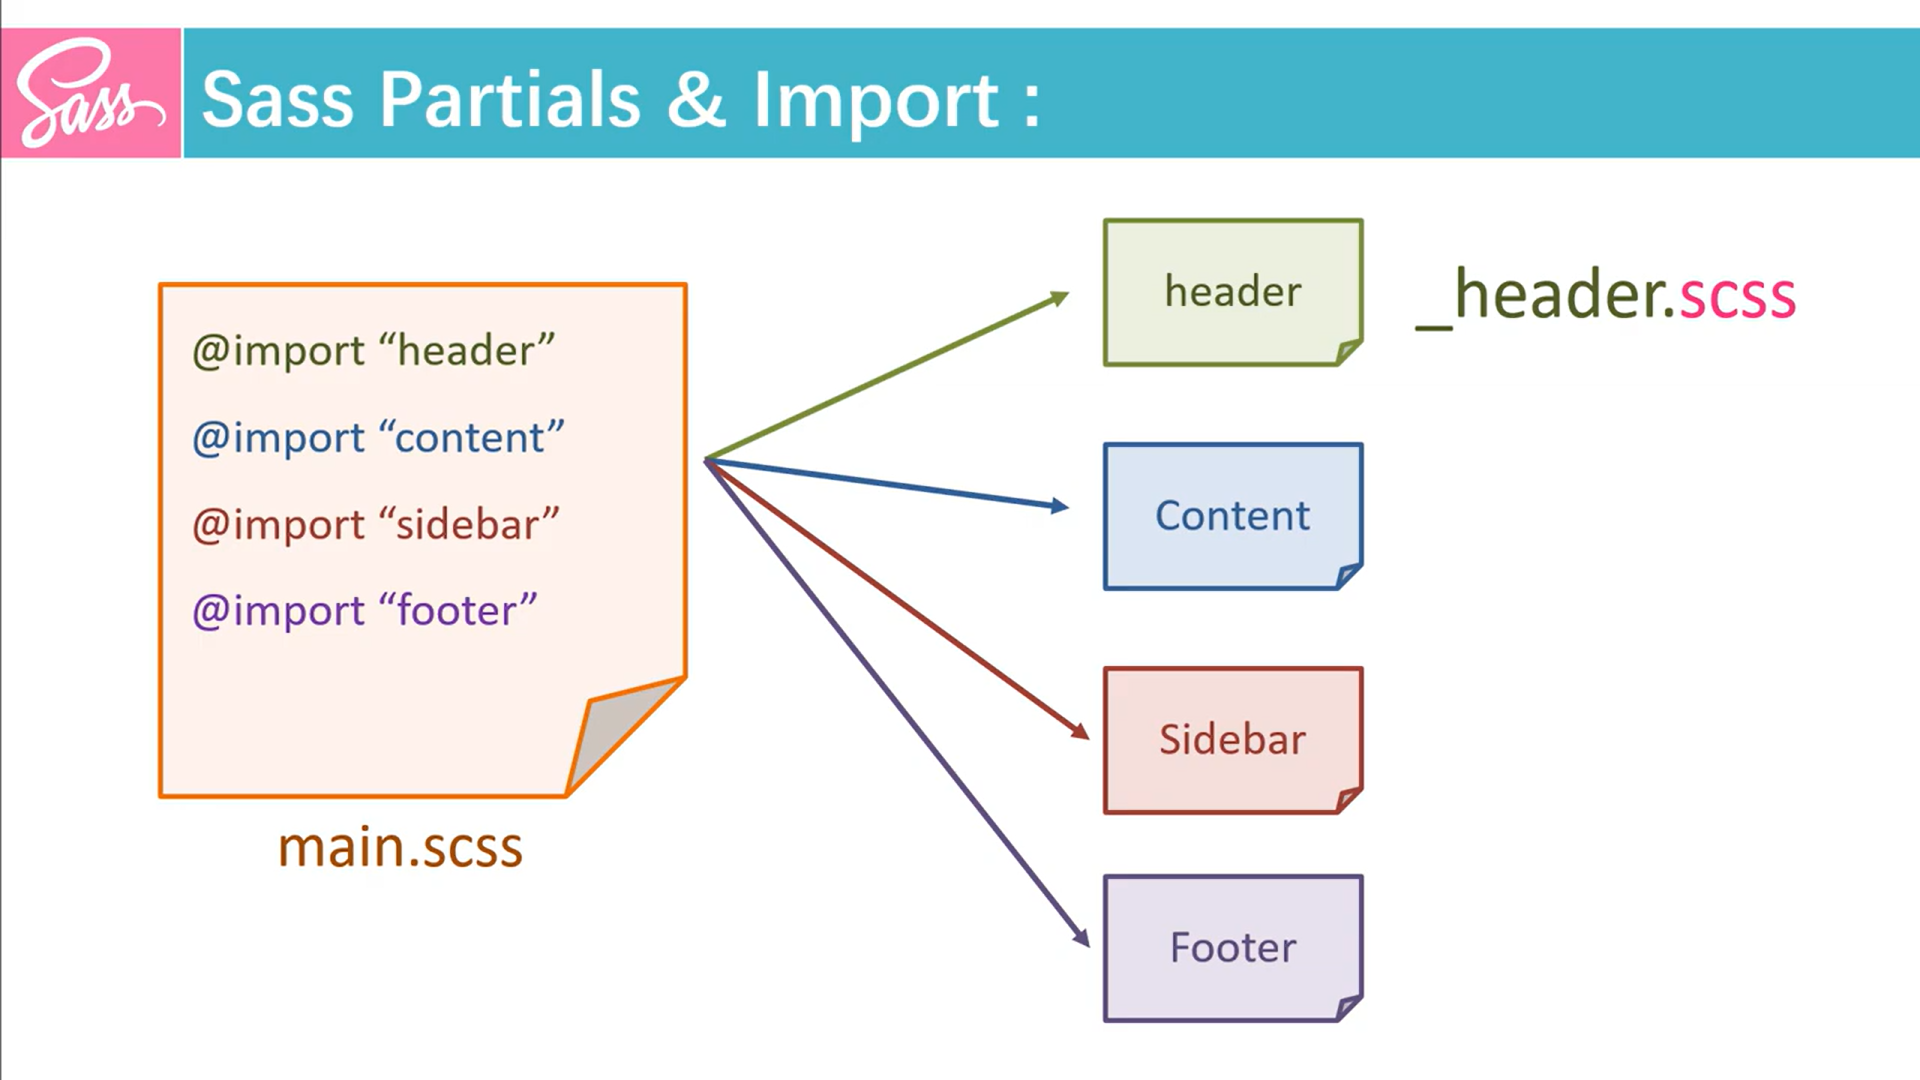 Sass
Sass Partials & Import :
@import “header”
@import “content”
@import “sidebar”
@import “footer”
main.scss
header
_header.scss
Content
Sidebar
Footer